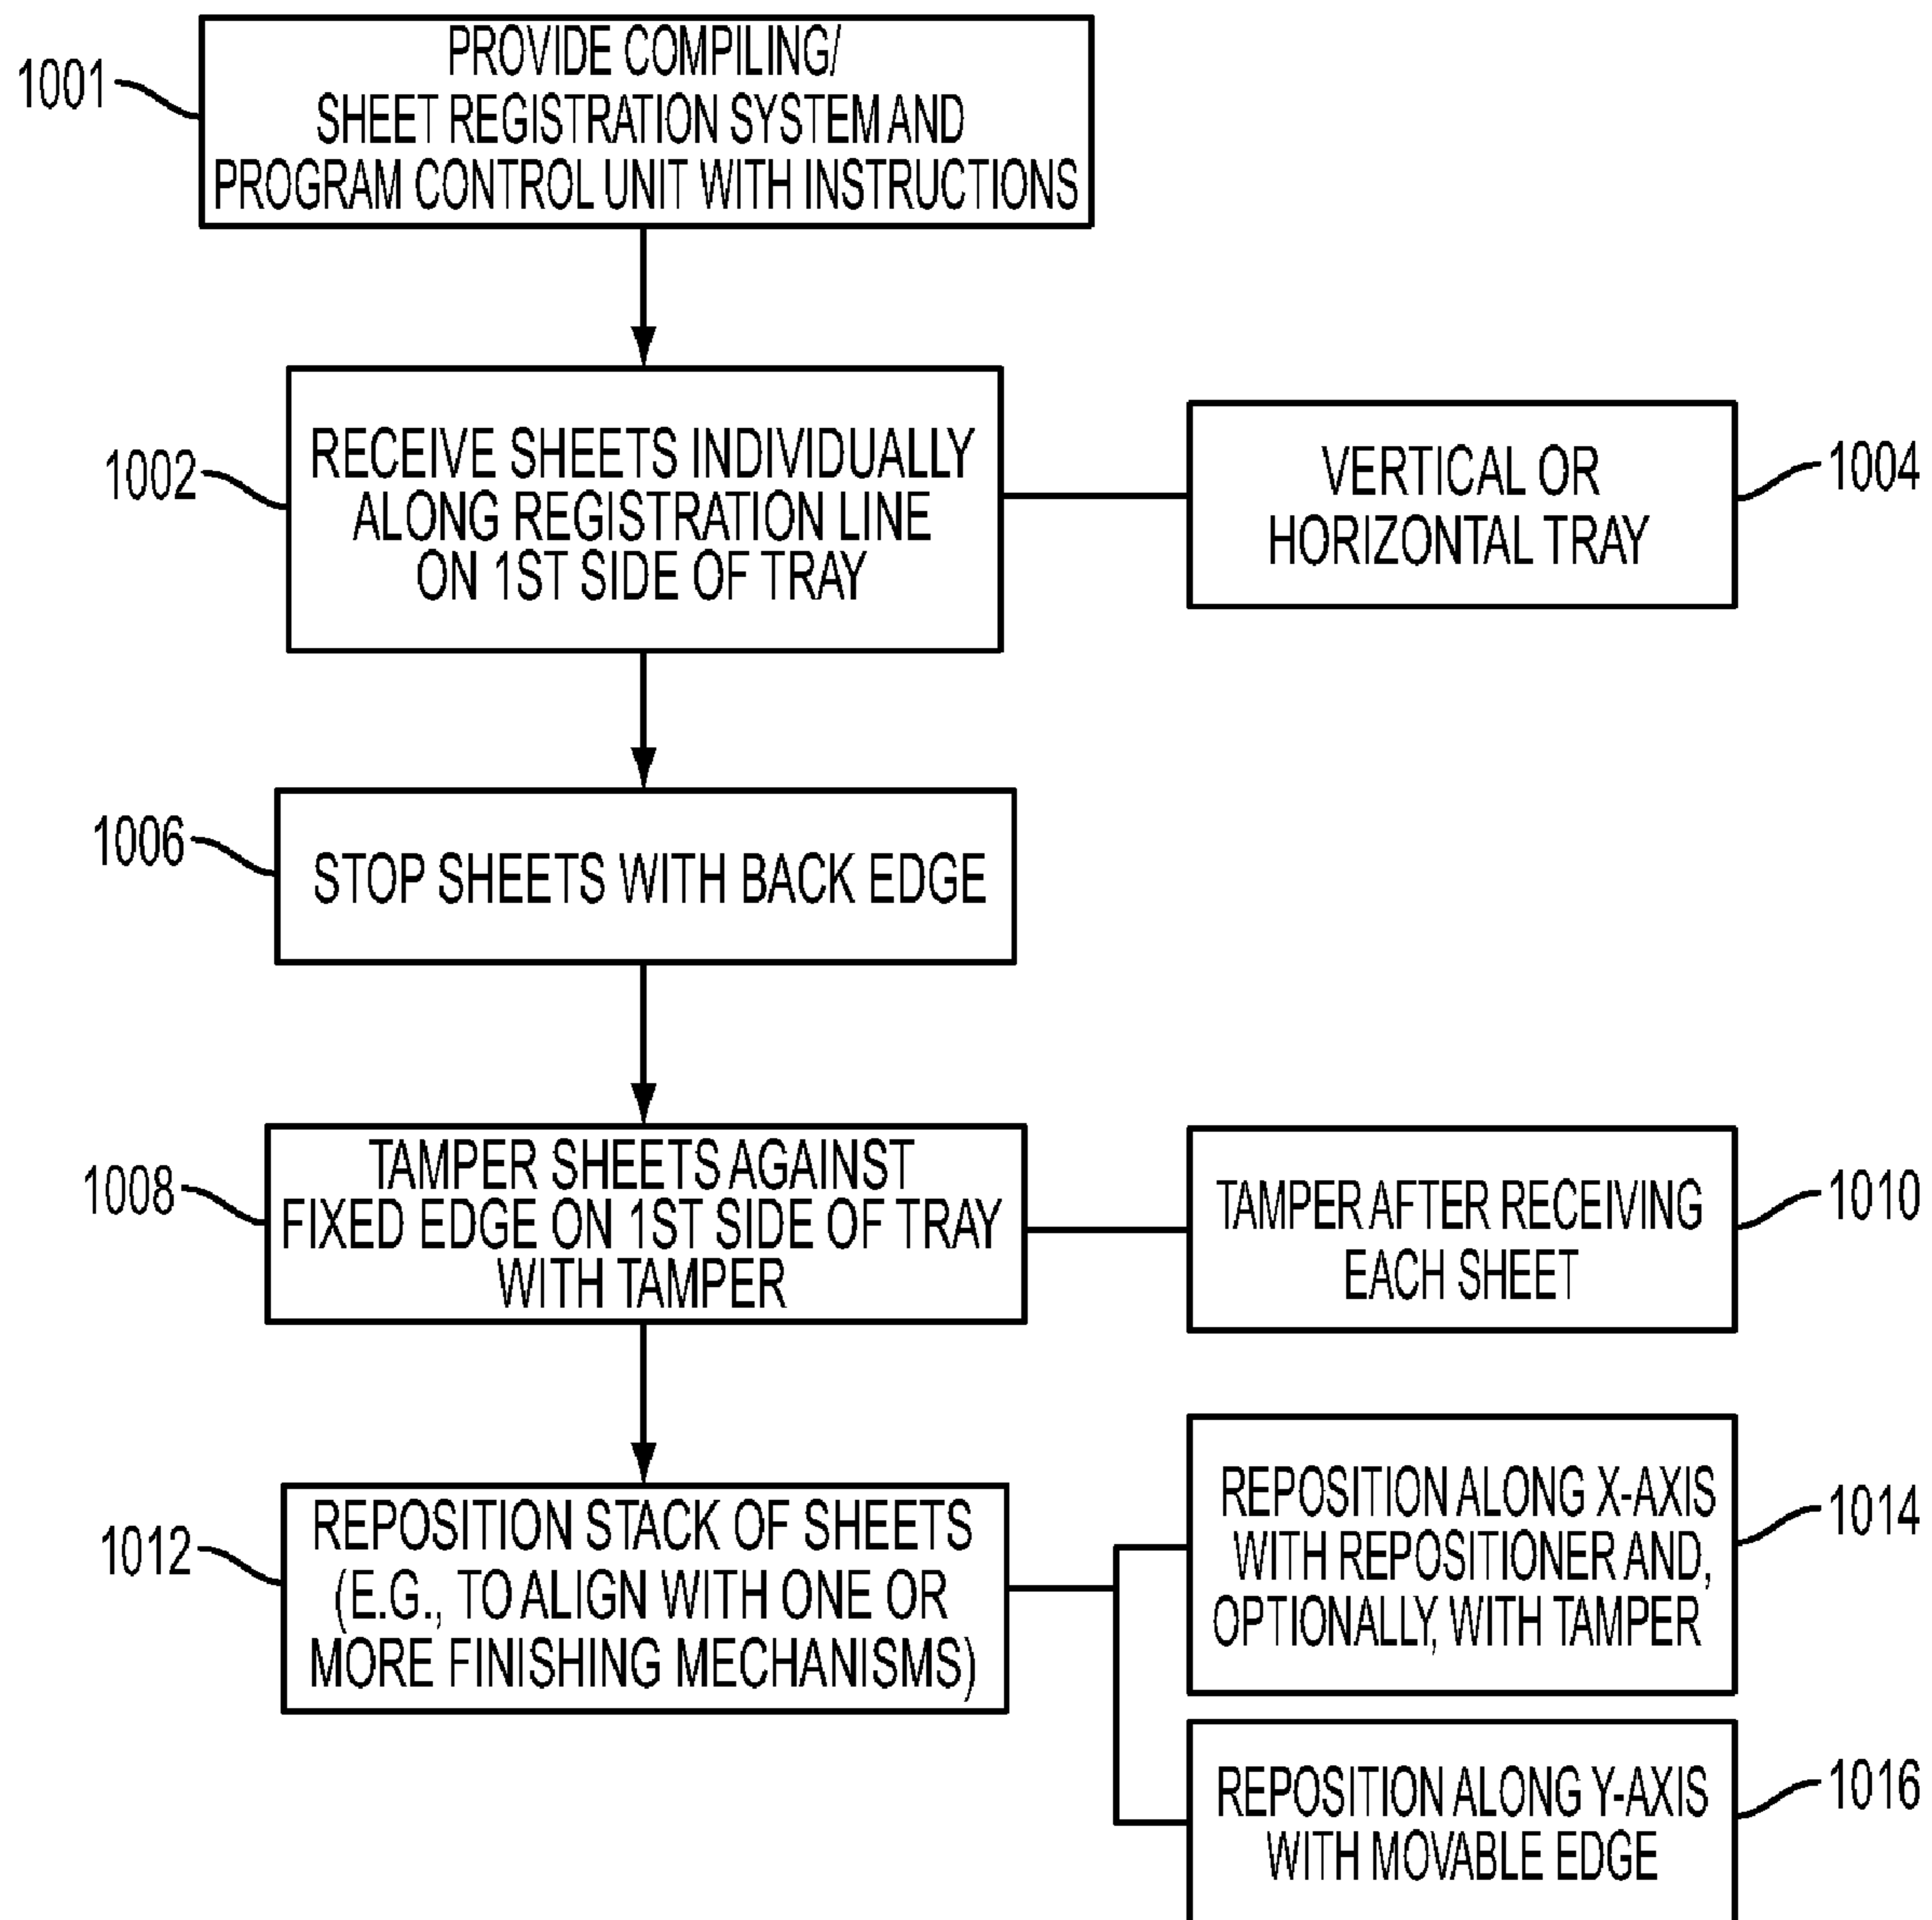 1001
PROVIDE COMPILING/
SHEET REGISTRATION SYSTEM AND
PROGRAM CONTROL UNIT WITH INSTRUCTIONS
1002
RECEIVE SHEETS INDIVIDUALLY
ALONG REGISTRATION LINE
ON 1ST SIDE OF TRAY
VERTICAL OR
HORIZONTAL TRAY
1004
1006
STOP SHEETS WITH BACK EDGE
1008
TAMPER SHEETS AGAINST
FIXED EDGE ON 1ST SIDE OF TRAY
WITH TAMPER
TAMPER AFTER RECEIVING
EACH SHEET
1010
1012
REPOSITION STACK OF SHEETS
(E.G., TO ALIGN WITH ONE OR
MORE FINISHING MECHANISMS)
REPOSITION ALONG X-AXIS
WITH REPOSITIONER AND,
OPTIONALLY, WITH TAMPER
1014
REPOSITION ALONG Y-AXIS
WITH MOVABLE EDGE
1016